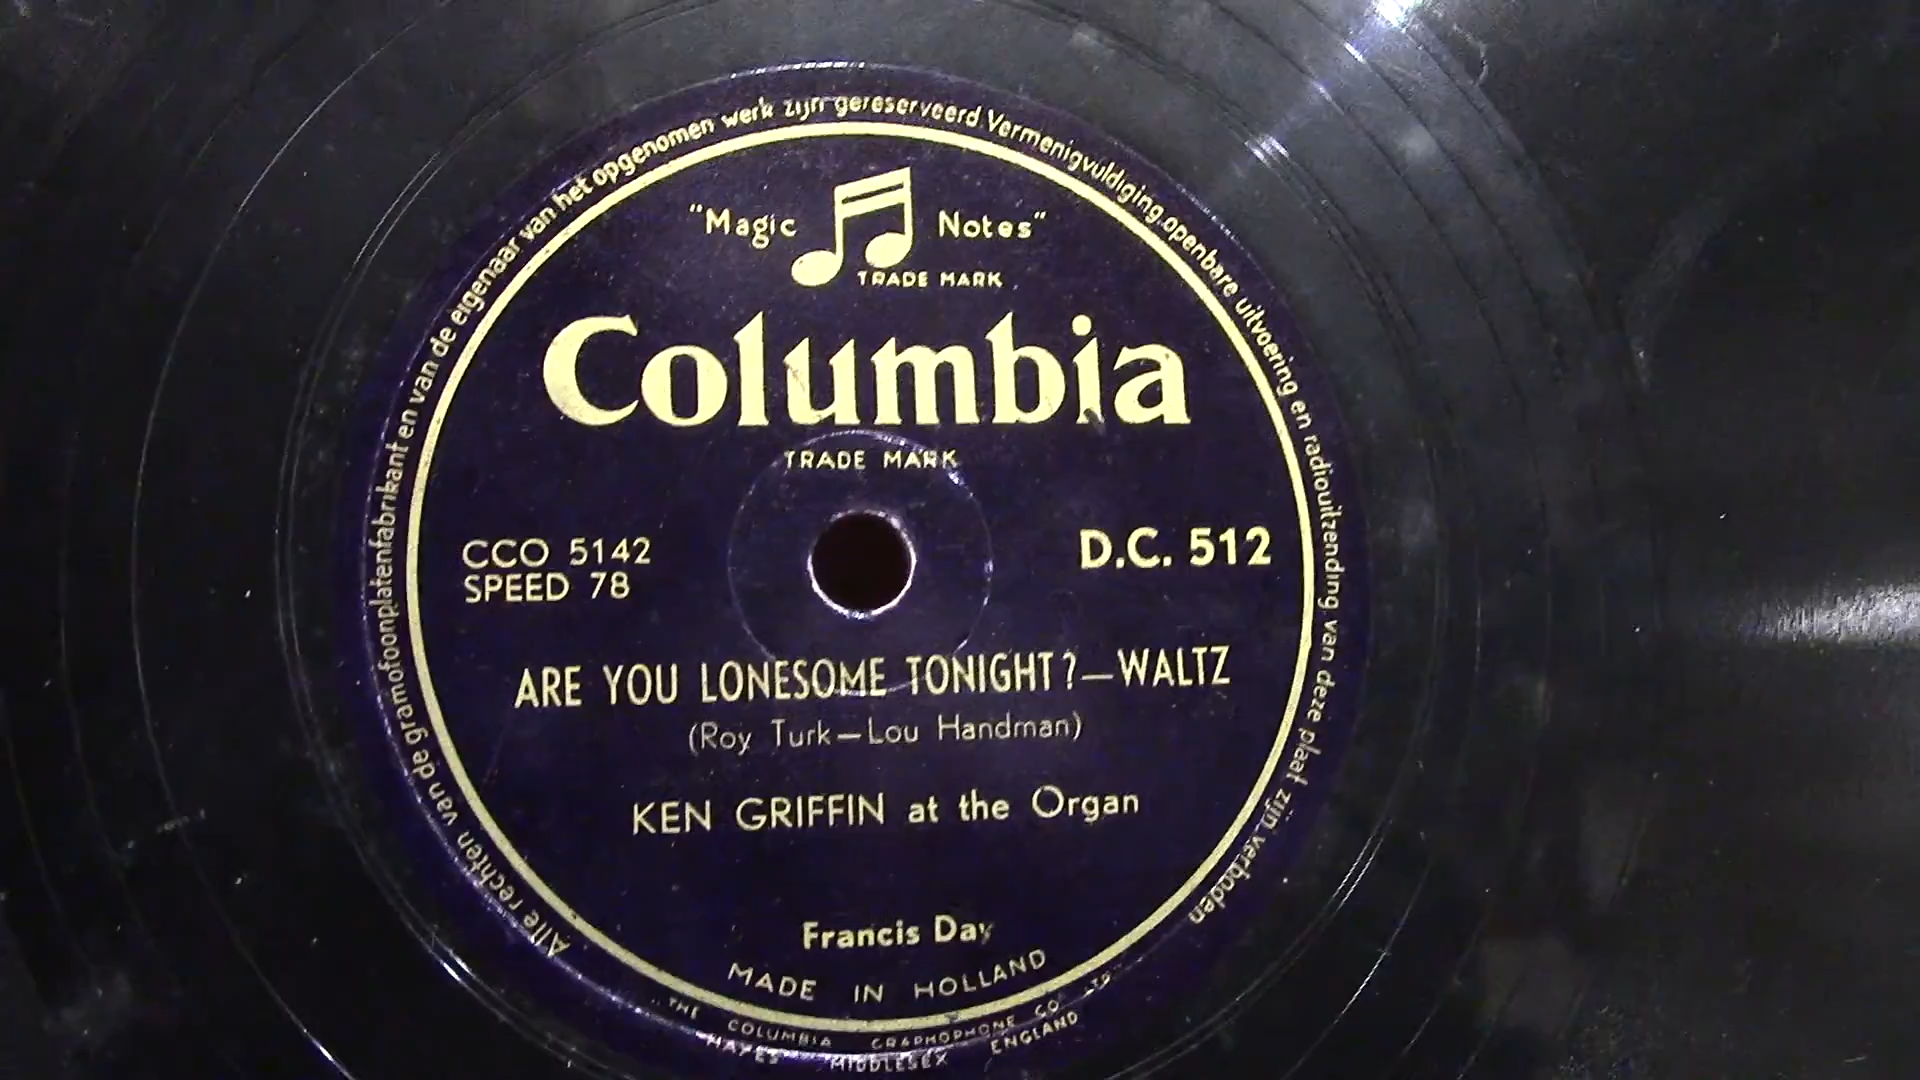 Alle rechten van de gramofoonplatenfabrikant en van de eigenaar van het opgenomen werk zijn gereserveerd. Vermenigvuldiging, openbare uitvoering en radiouitzending van deze plaat zijn verboden
"Magic Notes"
TRADE MARK
Columbia
TRADE MARK
CCO 5142
SPEED 78
D.C. 512
ARE YOU LONESOME TONIGHT?—WALTZ
(Roy Turk—Lou Handman)
KEN GRIFFIN at the Organ
Francis Day
MADE IN HOLLAND
THE COLUMBIA GRAPHOPHONE CO LTD
HAYES MIDDLESEX ENGLAND